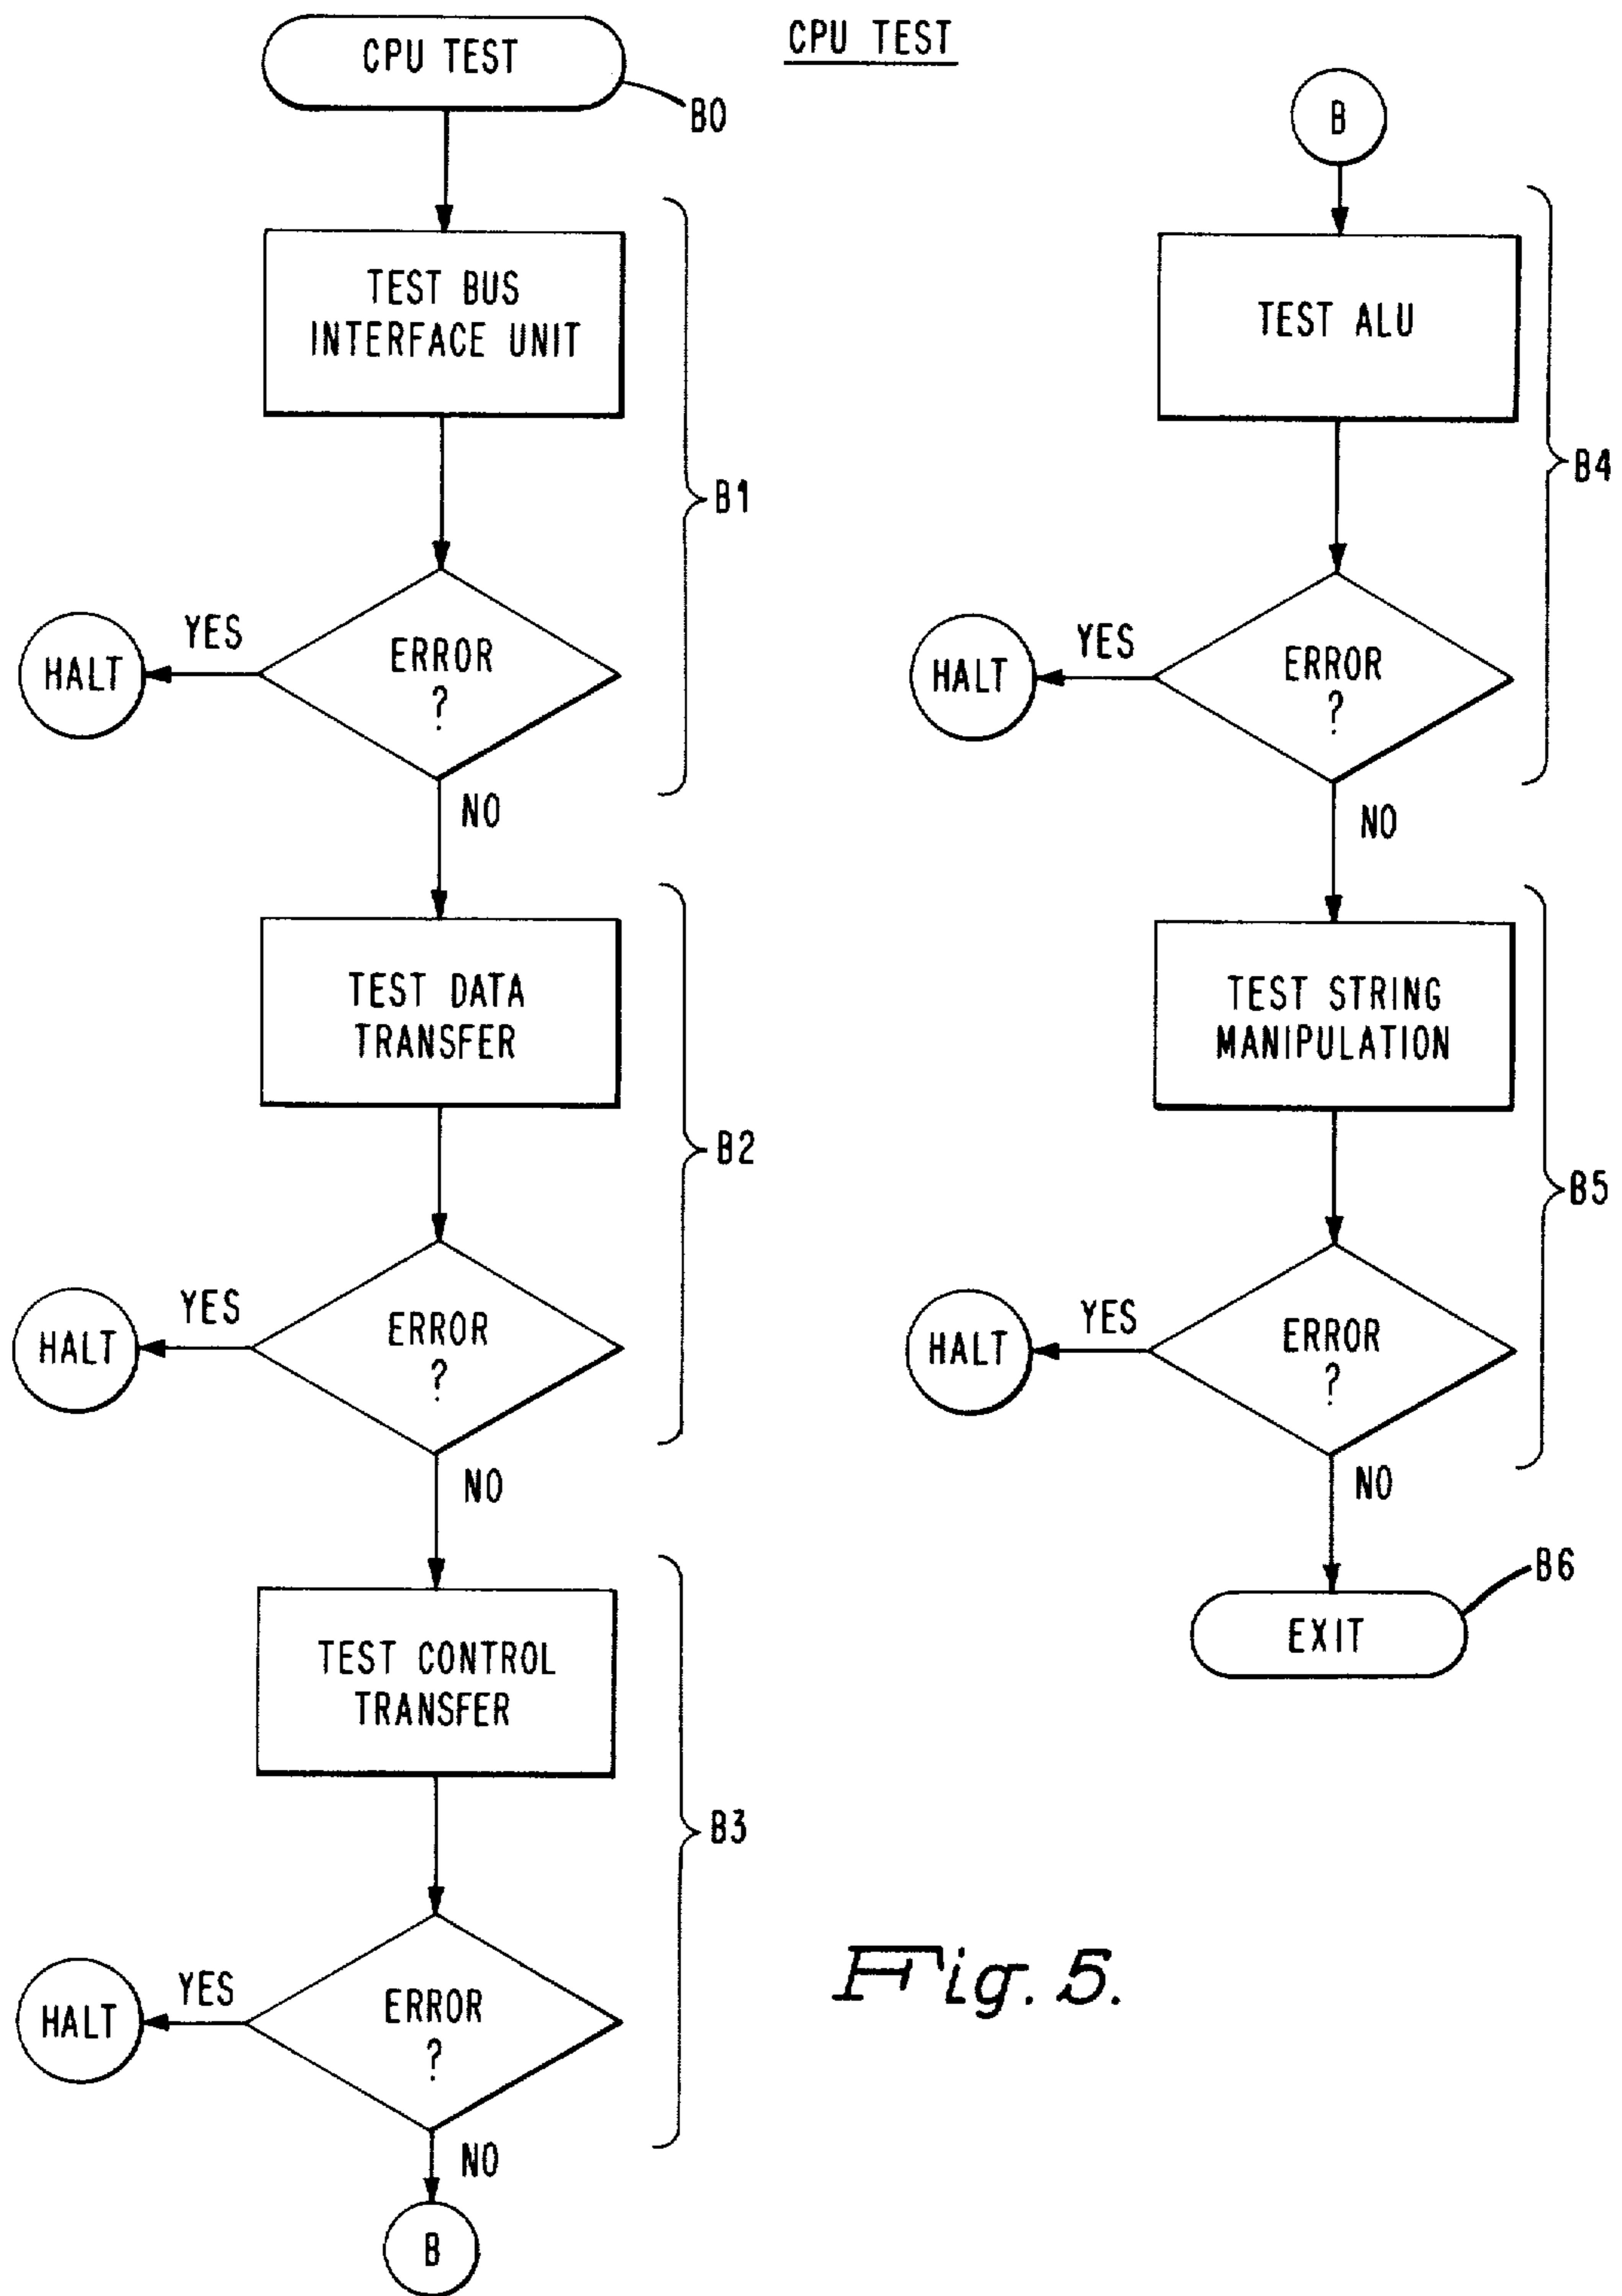 CPU TEST
CPU TEST
B0
TEST BUS
INTERFACE UNIT
B1
ERROR
?
YES
HALT
NO
TEST DATA
TRANSFER
B2
ERROR
?
YES
HALT
NO
TEST CONTROL
TRANSFER
B3
ERROR
?
YES
HALT
NO
B
B
TEST ALU
B4
ERROR
?
YES
HALT
NO
TEST STRING
MANIPULATION
B5
ERROR
?
YES
HALT
NO
B6
EXIT
Fig. 5.